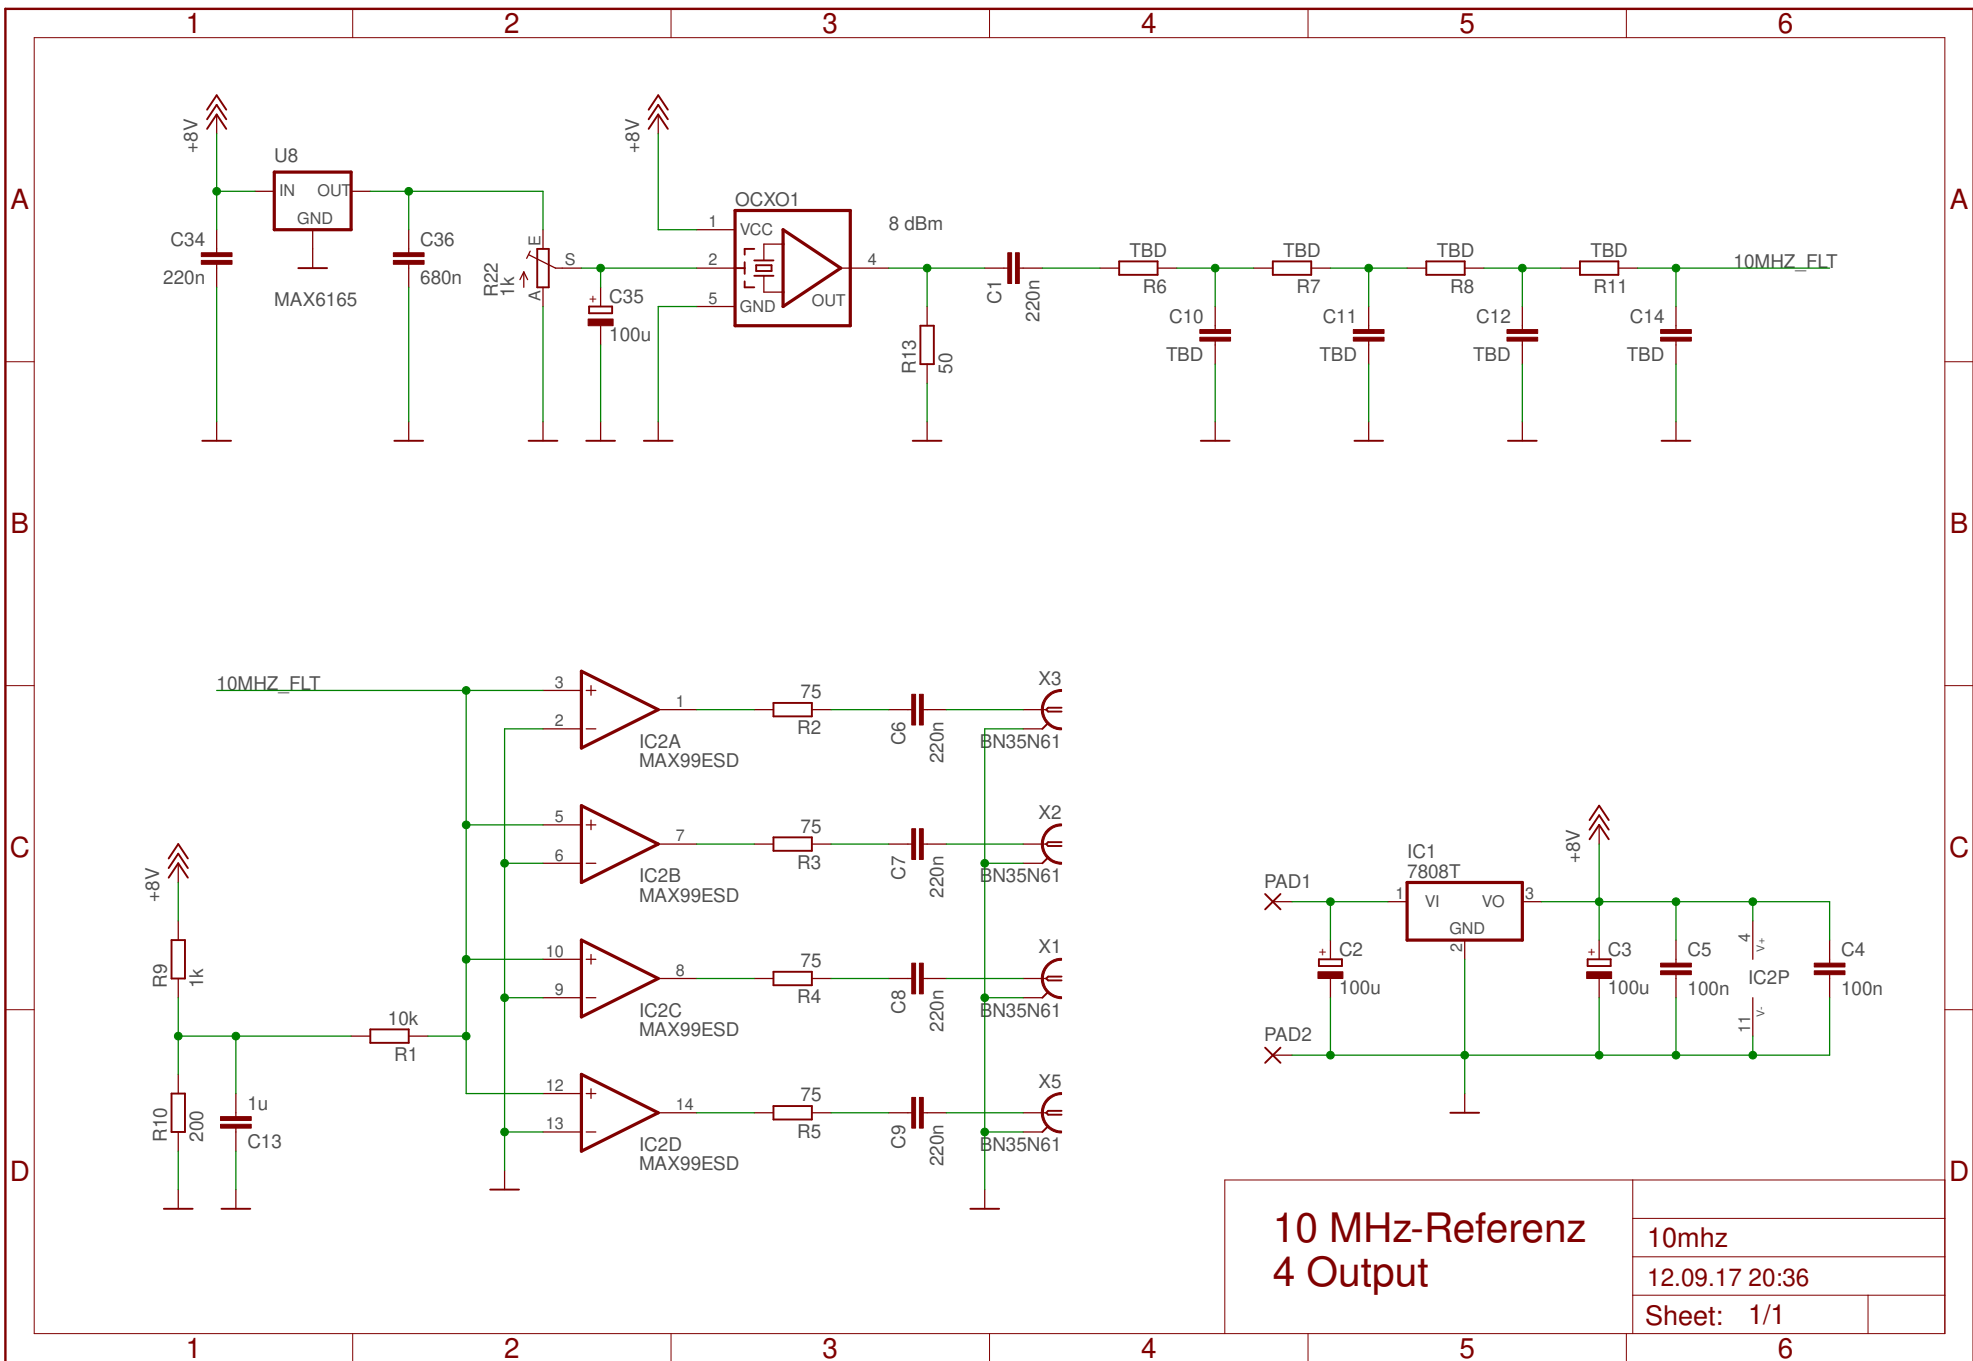 1 2 3 4 5 6
A A
B B
C C
D D
+8V
U8
IN OUT
GND
MAX6165
C34
220n
C36
680n
R22
1k
E
S
A
+
C35
100u
+8V
OCXO1
1 VCC
2
5 GND
4
OUT
8 dBm
R13
50
C1
220n
TBD
R6
C10
TBD
TBD
R7
C11
TBD
TBD
R8
C12
TBD
TBD
R11
C14
TBD
10MHZ_FLT
10MHZ_FLT
3 +
2 –
1
IC2A
MAX99ESD
75
R2
C6
220n
X3
BN35N61
5 +
6 –
7
IC2B
MAX99ESD
75
R3
C7
220n
X2
BN35N61
10 +
9 –
8
IC2C
MAX99ESD
75
R4
C8
220n
X1
BN35N61
12 +
13 –
14
IC2D
MAX99ESD
75
R5
C9
220n
X5
BN35N61
+8V
R9
1k
10k
R1
R10
200
1u
C13
PAD1
PAD2
+
C2
100u
IC1
7808T
1 VI VO 3
GND
2
+8V
+
C3
100u
C5
100n
4 V+
IC2P
11 V-
C4
100n
10 MHz-Referenz
4 Output
10mhz
12.09.17 20:36
Sheet: 1/1
1 2 3 4 5 6